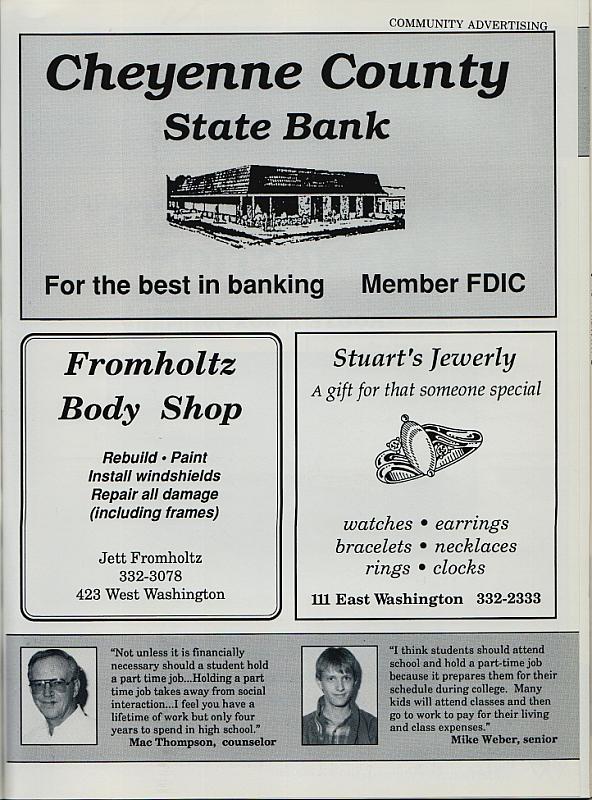 COMMUNITY ADVERTISING
Cheyenne County
State Bank
For the best in banking Member FDIC
Fromholtz
Body Shop
Rebuild • Paint
Install windshields
Repair all damage
(including frames)
Jett Fromholtz
332-3078
423 West Washington
Stuart's Jewerly
A gift for that someone special
watches • earrings
bracelets • necklaces
rings • clocks
111 East Washington 332-2333
"Not unless it is financially
necessary should a student hold
a part time job...Holding a part
time job takes away from social
interaction...I feel you have a
lifetime of work but only four
years to spend in high school."
Mac Thompson, counselor
"I think students should attend
school and hold a part-time job
because it prepares them for their
schedule during college. Many
kids will attend classes and then
go to work to pay for their living
and class expenses."
Mike Weber, senior